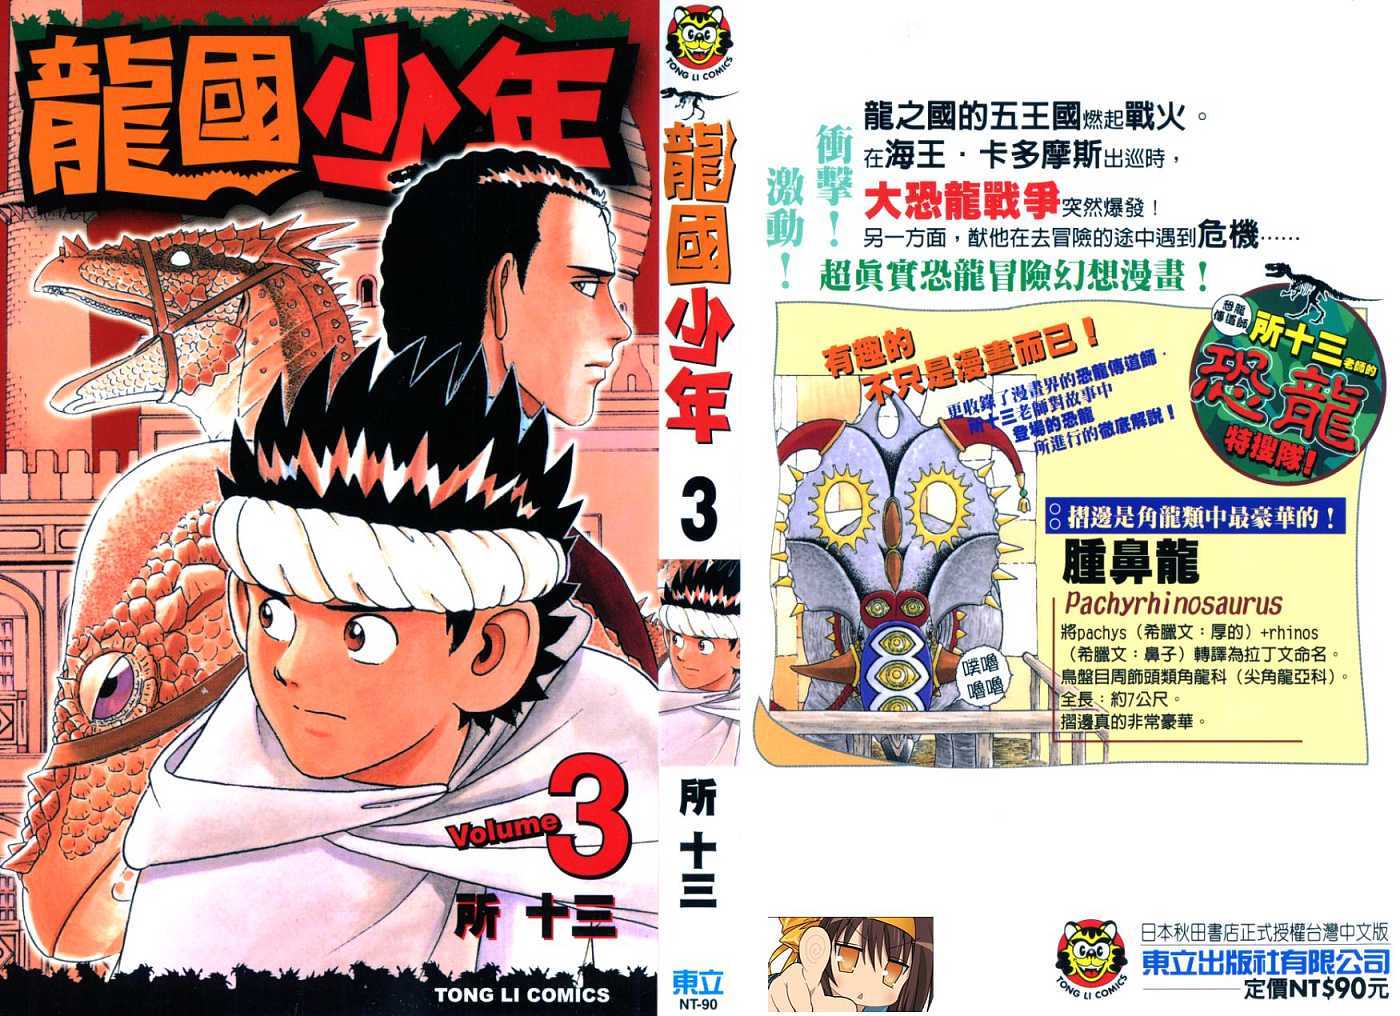 龍國少年
Volume 3
所 十三
TONG LI COMICS
TONG LI COMICS
龍國少年
3
所十三
東立
NT-90
衝擊！
激動！
龍之國的五王國燃起戰火。
在海王・卡多摩斯出巡時，
大恐龍戰爭突然爆發！
另一方面，猷他在去冒險的途中遇到危機……
超真實恐龍冒險幻想漫畫！
恐龍
傳道師
所十三老師的
恐龍
特搜隊！
有趣的
不只是漫畫而已！
更收錄了漫畫界的恐龍傳道師．
所十三老師對故事中
登場的恐龍
所進行的徹底解說！
摺邊是角龍類中最豪華的！
腫鼻龍
Pachyrhinosaurus
將pachys（希臘文：厚的）+rhinos
（希臘文：鼻子）轉譯為拉丁文命名。
鳥盤目周飾頭類角龍科（尖角龍亞科）。
全長：約7公尺。
摺邊真的非常豪華。
噗嚕
嚕嚕
TONG LI COMICS
日本秋田書店正式授權台灣中文版
東立出版社有限公司
定價NT$90元